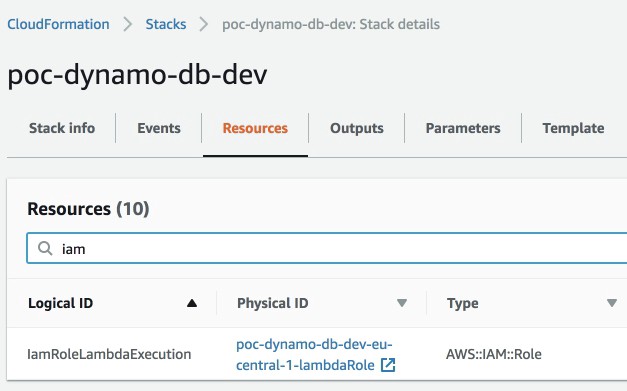 CloudFormation > Stacks > poc-dynamo-db-dev: Stack details
poc-dynamo-db-dev
Stack info Events Resources Outputs Parameters Template
Resources (10)
iam
Logical ID Physical ID Type
IamRoleLambdaExecution poc-dynamo-db-dev-eu-central-1-lambdaRole AWS::IAM::Role